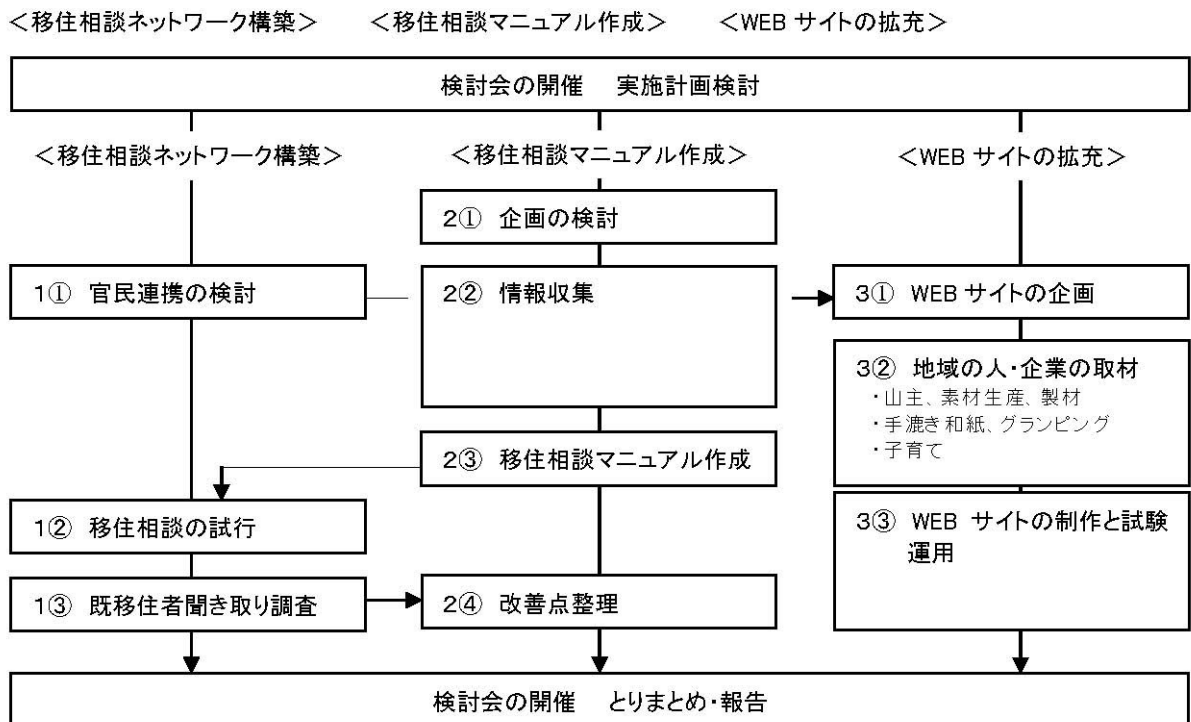 ＜移住相談ネットワーク構築＞　＜移住相談マニュアル作成＞　＜WEB サイトの拡充＞
検討会の開催　実施計画検討
＜移住相談ネットワーク構築＞
＜移住相談マニュアル作成＞
＜WEB サイトの拡充＞
2①　企画の検討
1①　官民連携の検討
2②　情報収集
3①　WEB サイトの企画
3②　地域の人・企業の取材
・山主、素材生産、製材
・手漉き和紙、グランピング
・子育て
2③　移住相談マニュアル作成
1②　移住相談の試行
3③　WEB サイトの制作と試験
運用
1③　既移住者聞き取り調査
2④　改善点整理
検討会の開催　とりまとめ・報告